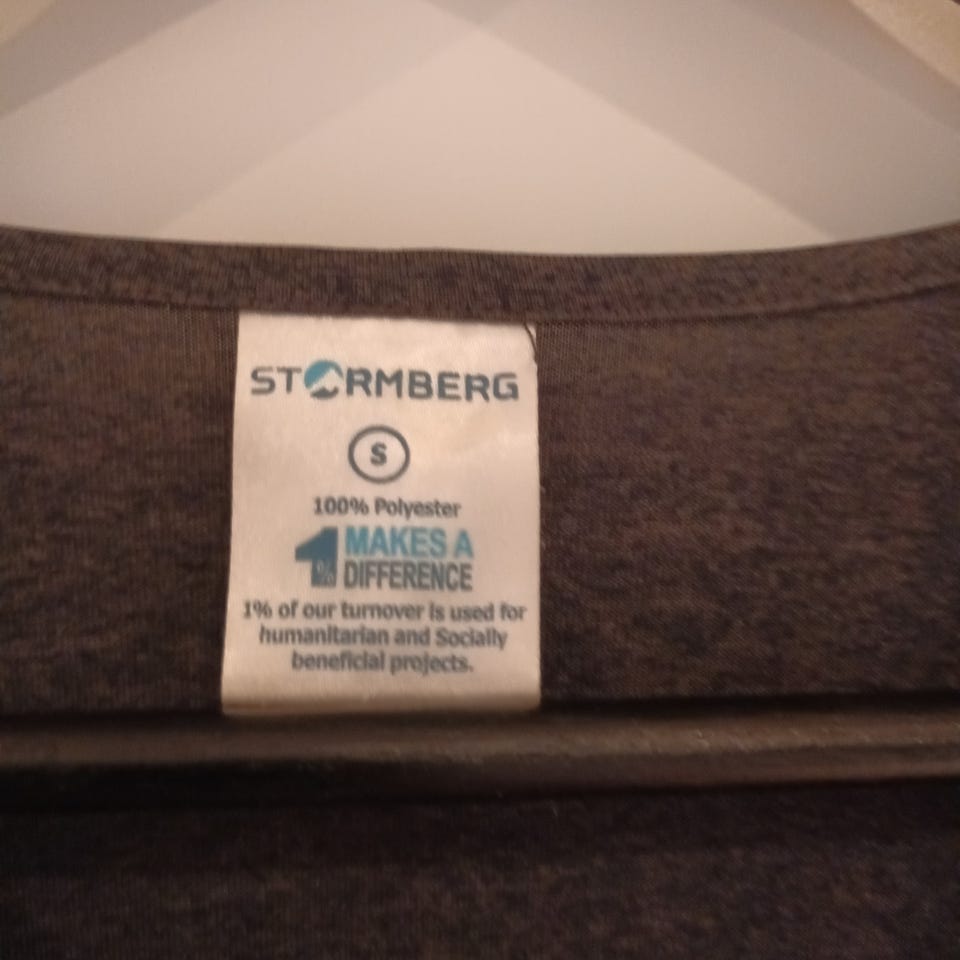 STORMBERG
S
100% Polyester
1% MAKES A
DIFFERENCE
1% of our turnover is used for
humanitarian and Socially
beneficial projects.